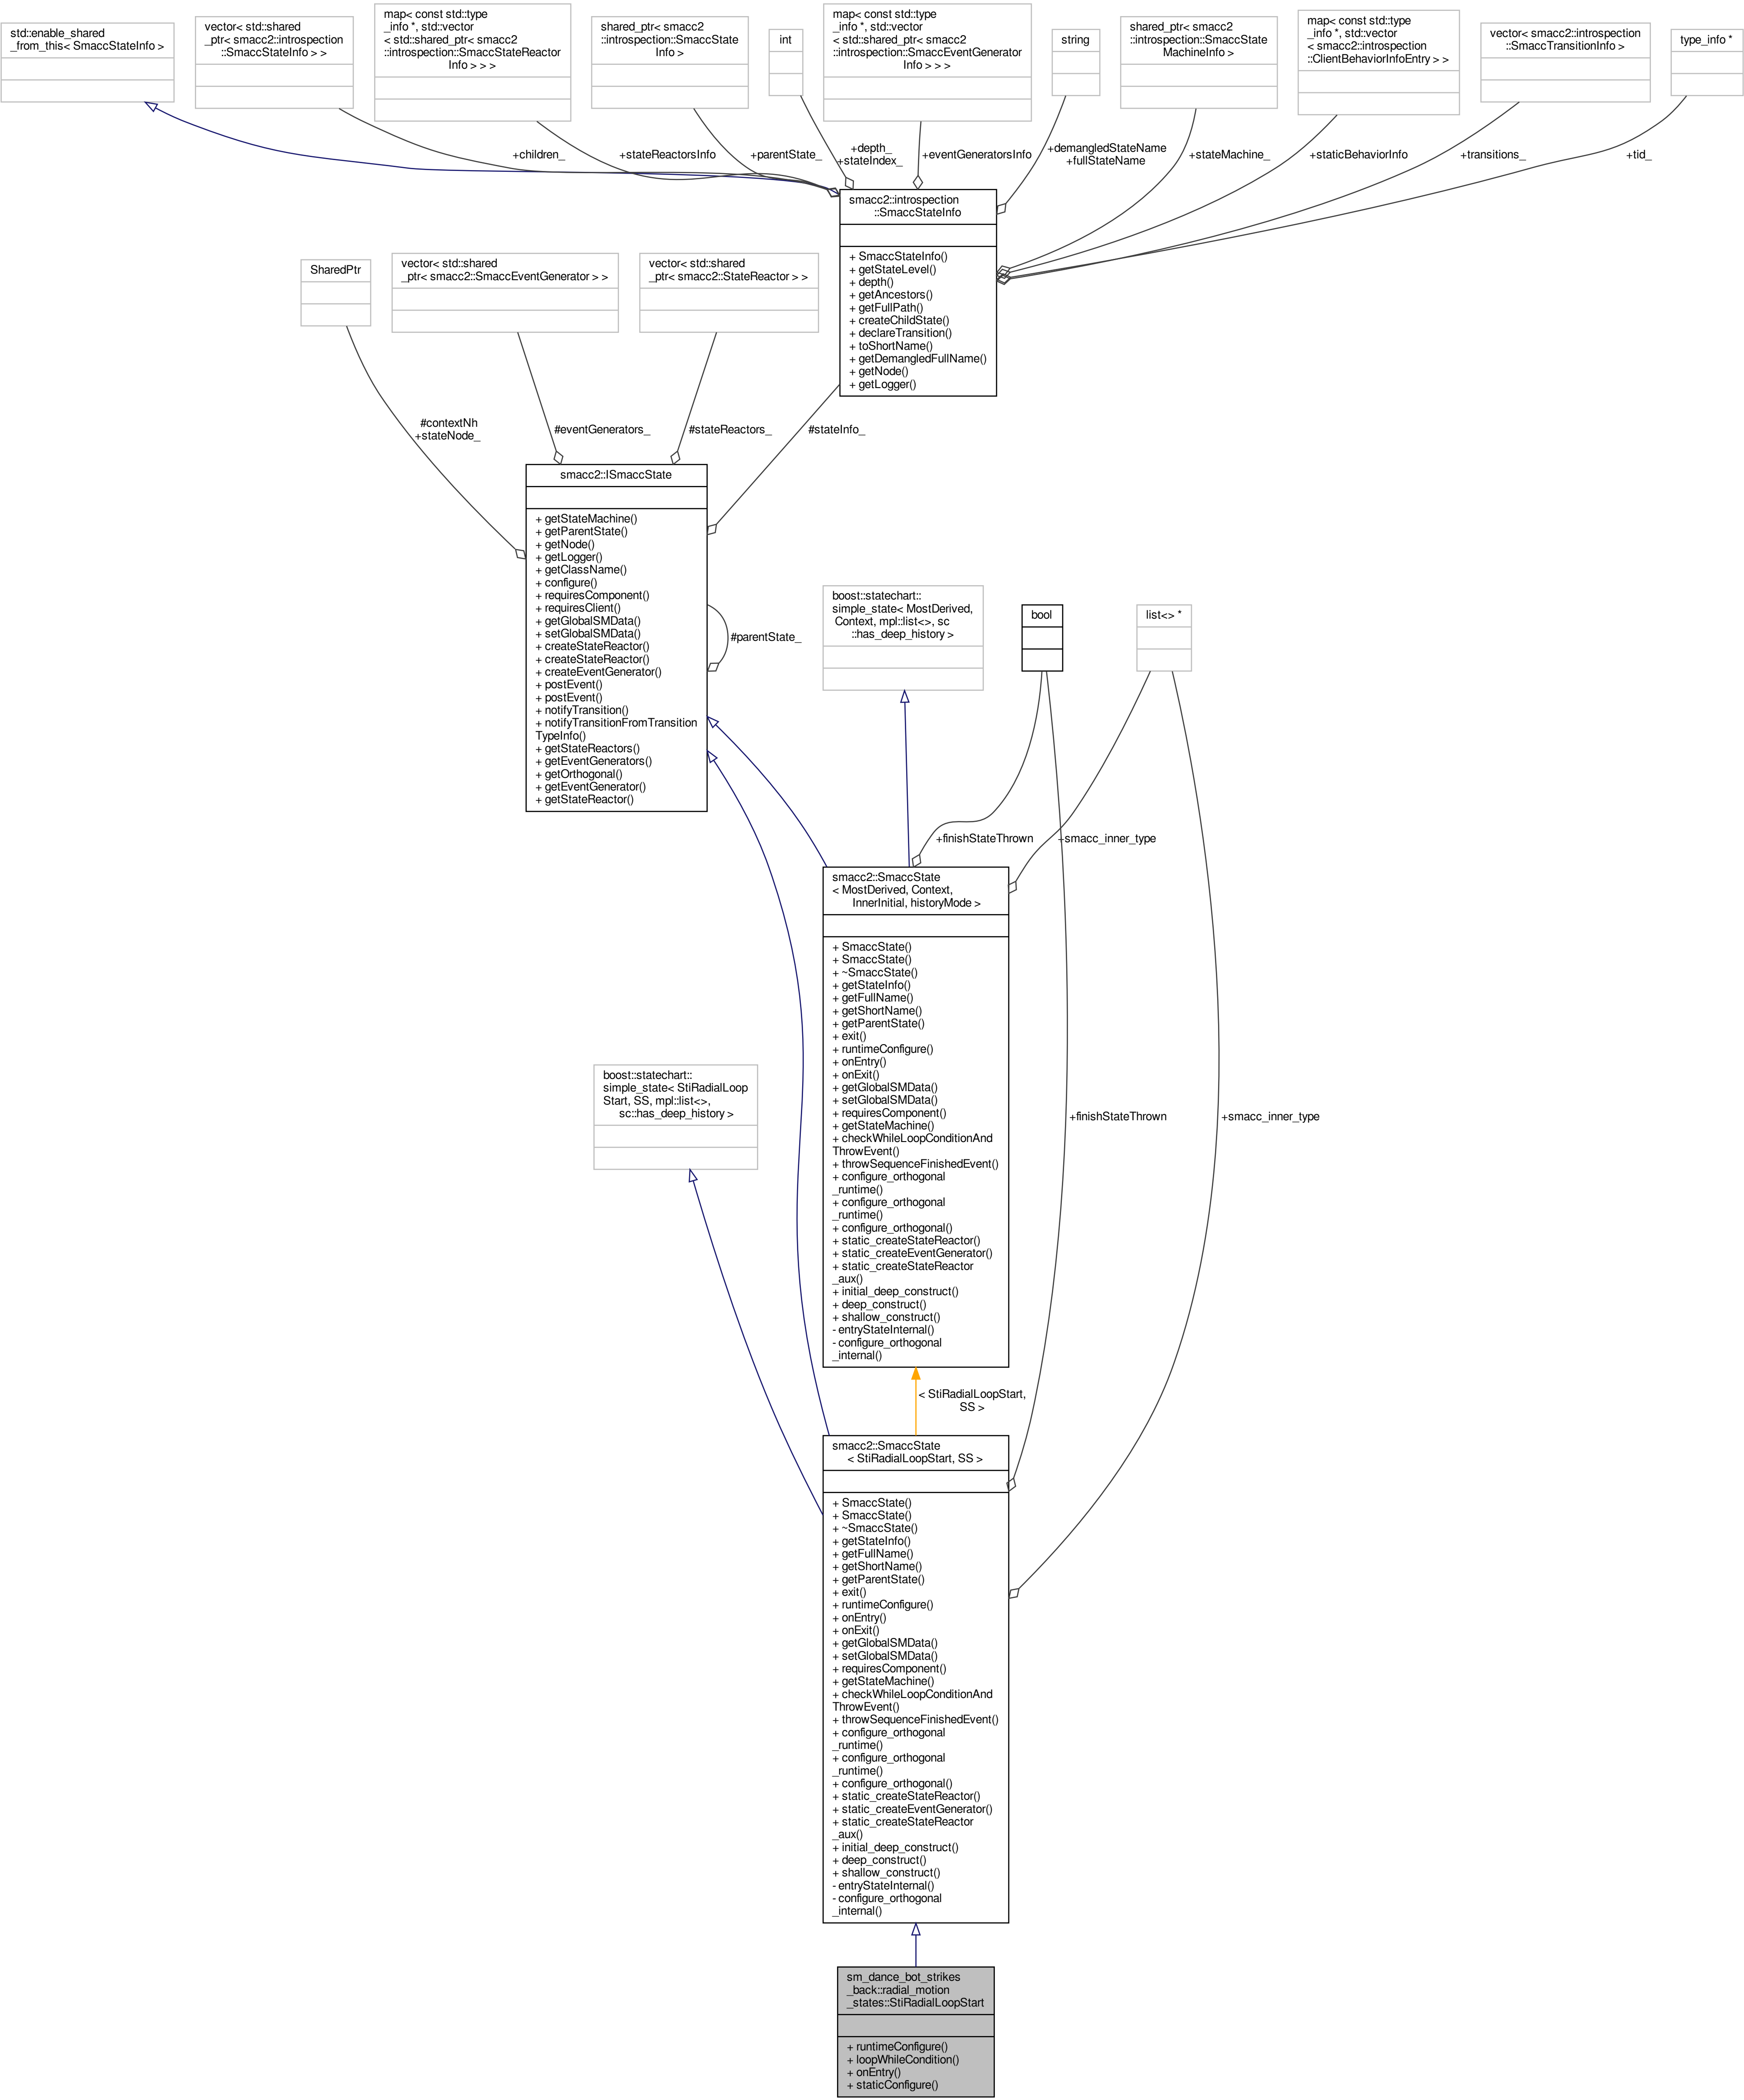 std::enable_shared
_from_this< SmaccStateInfo >
vector< std::shared
_ptr< smacc2::introspection
::SmaccStateInfo > >
map< const std::type
_info *, std::vector
< std::shared_ptr< smacc2
::introspection::SmaccStateReactor
Info > > >
shared_ptr< smacc2
::introspection::SmaccState
Info >
int
map< const std::type
_info *, std::vector
< std::shared_ptr< smacc2
::introspection::SmaccEventGenerator
Info > > >
string
shared_ptr< smacc2
::introspection::SmaccState
MachineInfo >
map< const std::type
_info *, std::vector
< smacc2::introspection
::ClientBehaviorInfoEntry > >
vector< smacc2::introspection
::SmaccTransitionInfo >
type_info *
+children_
+stateReactorsInfo
+parentState_
+depth_
+stateIndex_
+eventGeneratorsInfo
+demangledStateName
+fullStateName
+stateMachine_
+staticBehaviorInfo
+transitions_
+tid_
smacc2::introspection
::SmaccStateInfo
+ SmaccStateInfo()
+ getStateLevel()
+ depth()
+ getAncestors()
+ getFullPath()
+ createChildState()
+ declareTransition()
+ toShortName()
+ getDemangledFullName()
+ getNode()
+ getLogger()
SharedPtr
vector< std::shared
_ptr< smacc2::SmaccEventGenerator > >
vector< std::shared
_ptr< smacc2::StateReactor > >
#contextNh
+stateNode_
#eventGenerators_
#stateReactors_
#stateInfo_
smacc2::ISmaccState
+ getStateMachine()
+ getParentState()
+ getNode()
+ getLogger()
+ getClassName()
+ configure()
+ requiresComponent()
+ requiresClient()
+ getGlobalSMData()
+ setGlobalSMData()
+ createStateReactor()
+ createStateReactor()
+ createEventGenerator()
+ postEvent()
+ postEvent()
+ notifyTransition()
+ notifyTransitionFromTransition
TypeInfo()
+ getStateReactors()
+ getEventGenerators()
+ getOrthogonal()
+ getEventGenerator()
+ getStateReactor()
#parentState_
boost::statechart::
simple_state< MostDerived,
Context, mpl::list<>, sc
::has_deep_history >
bool
list<> *
+finishStateThrown
+smacc_inner_type
smacc2::SmaccState
< MostDerived, Context,
InnerInitial, historyMode >
+ SmaccState()
+ SmaccState()
+ ~SmaccState()
+ getStateInfo()
+ getFullName()
+ getShortName()
+ getParentState()
+ exit()
+ runtimeConfigure()
+ onEntry()
+ onExit()
+ getGlobalSMData()
+ setGlobalSMData()
+ requiresComponent()
+ getStateMachine()
+ checkWhileLoopConditionAnd
ThrowEvent()
+ throwSequenceFinishedEvent()
+ configure_orthogonal
_runtime()
+ configure_orthogonal
_runtime()
+ configure_orthogonal()
+ static_createStateReactor()
+ static_createEventGenerator()
+ static_createStateReactor
_aux()
+ initial_deep_construct()
+ deep_construct()
+ shallow_construct()
- entryStateInternal()
- configure_orthogonal
_internal()
boost::statechart::
simple_state< StiRadialLoop
Start, SS, mpl::list<>,
sc::has_deep_history >
+finishStateThrown
+smacc_inner_type
< StiRadialLoopStart,
SS >
smacc2::SmaccState
< StiRadialLoopStart, SS >
+ SmaccState()
+ SmaccState()
+ ~SmaccState()
+ getStateInfo()
+ getFullName()
+ getShortName()
+ getParentState()
+ exit()
+ runtimeConfigure()
+ onEntry()
+ onExit()
+ getGlobalSMData()
+ setGlobalSMData()
+ requiresComponent()
+ getStateMachine()
+ checkWhileLoopConditionAnd
ThrowEvent()
+ throwSequenceFinishedEvent()
+ configure_orthogonal
_runtime()
+ configure_orthogonal
_runtime()
+ configure_orthogonal()
+ static_createStateReactor()
+ static_createEventGenerator()
+ static_createStateReactor
_aux()
+ initial_deep_construct()
+ deep_construct()
+ shallow_construct()
- entryStateInternal()
- configure_orthogonal
_internal()
sm_dance_bot_strikes
_back::radial_motion
_states::StiRadialLoopStart
+ runtimeConfigure()
+ loopWhileCondition()
+ onEntry()
+ staticConfigure()